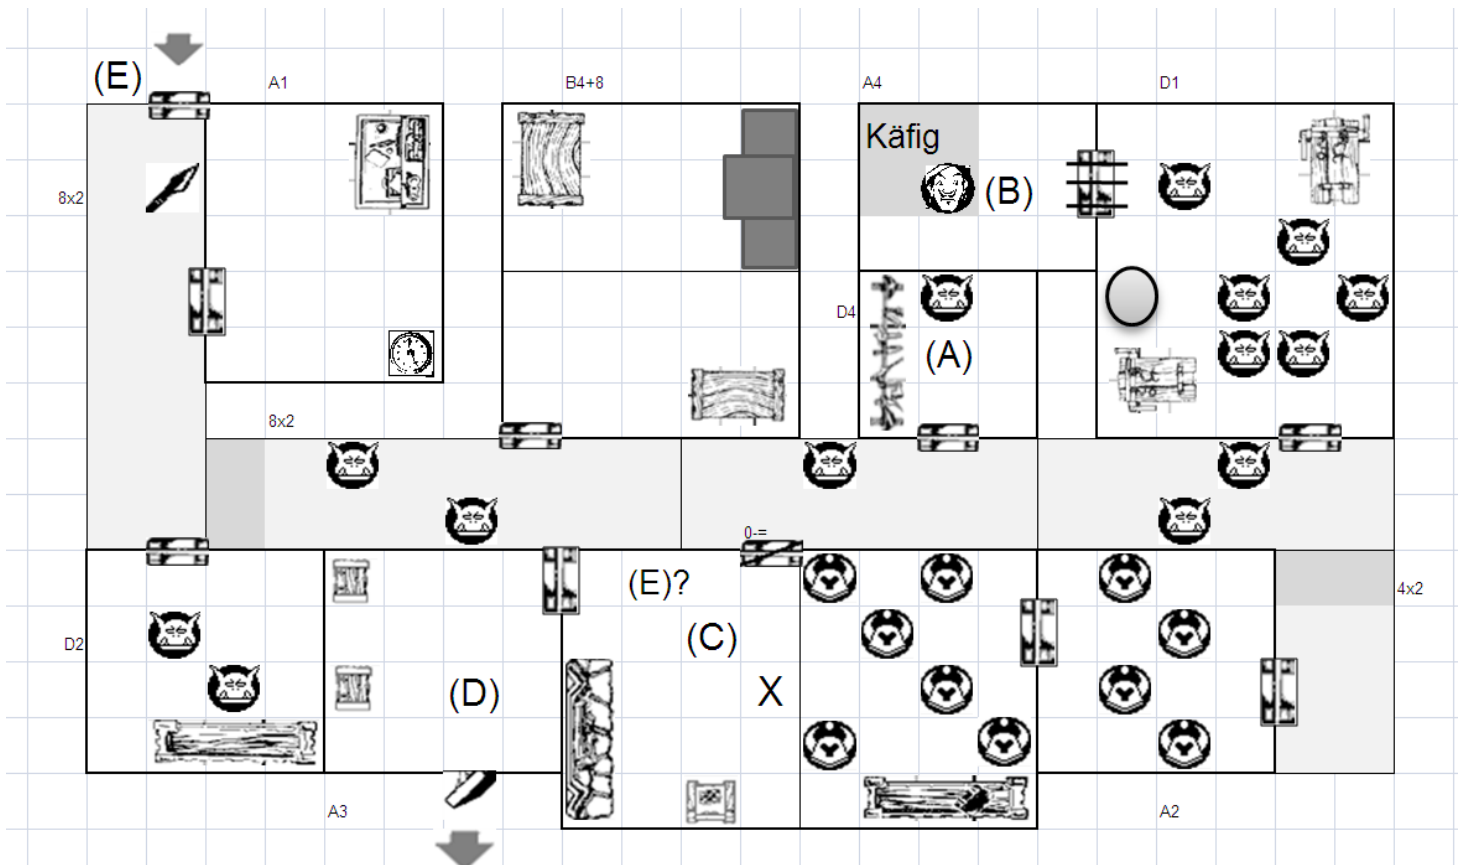 (E)
A1
B4+8
A4
D1
Käfig
(B)
8x2
D4
(A)
8x2
0-=
(E)?
4x2
(C)
D2
(D)
X
A3
A2